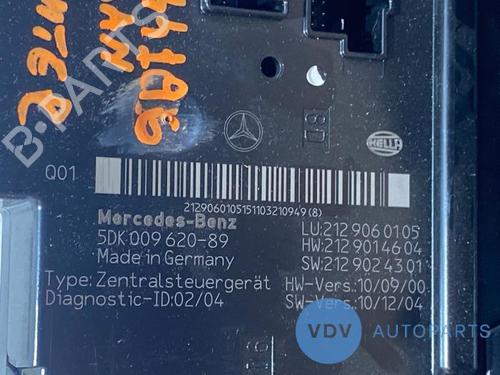 8D
HELLA
Q01
2129060105151103210949(8)
Mercedes-Benz
5DK 009 620-89
Made in Germany
LU: 212 906 01 05
HW: 212 901 46 04
SW: 212 902 43 01
Type: Zentralsteuergerät
Diagnostic-ID: 02/04
HW-Vers: 10/09/00
SW-Vers: 10/12/04
B-PARTS
VDV AUTOPARTS